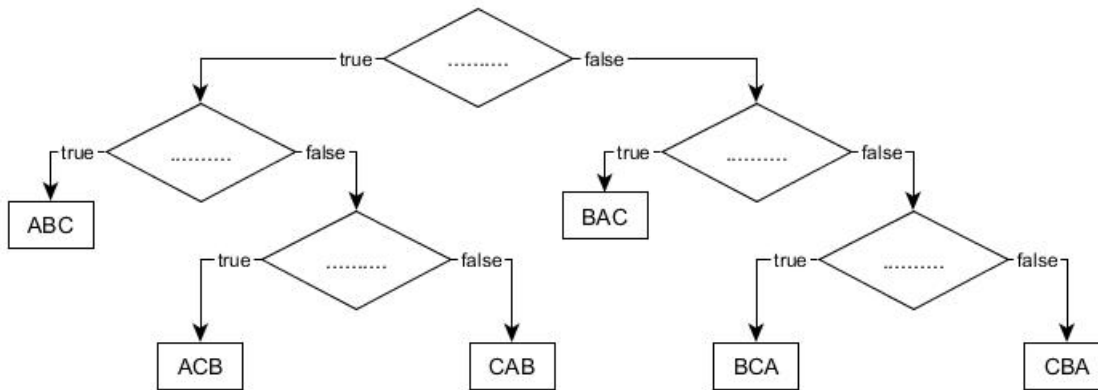 ..........
true
false
..........
true
false
..........
true
false
ABC
BAC
..........
true
false
..........
true
false
ACB
CAB
BCA
CBA